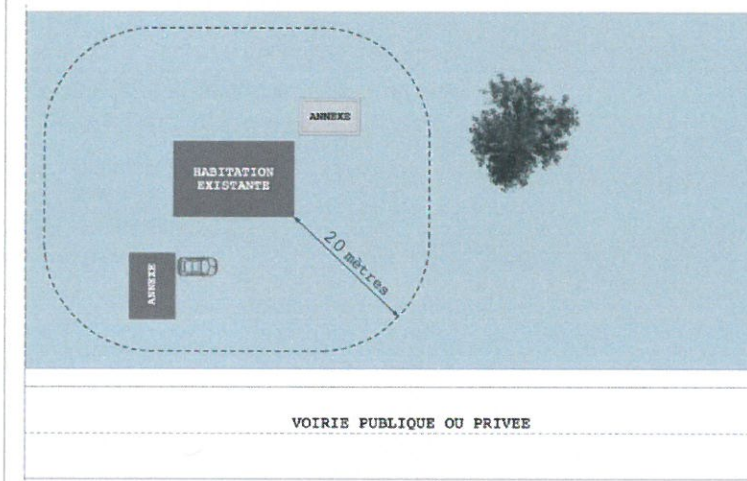 ANNEXE
HABITATION
EXISTANTE
20 mètres
ANNEXE
VOIRIE PUBLIQUE OU PRIVEE